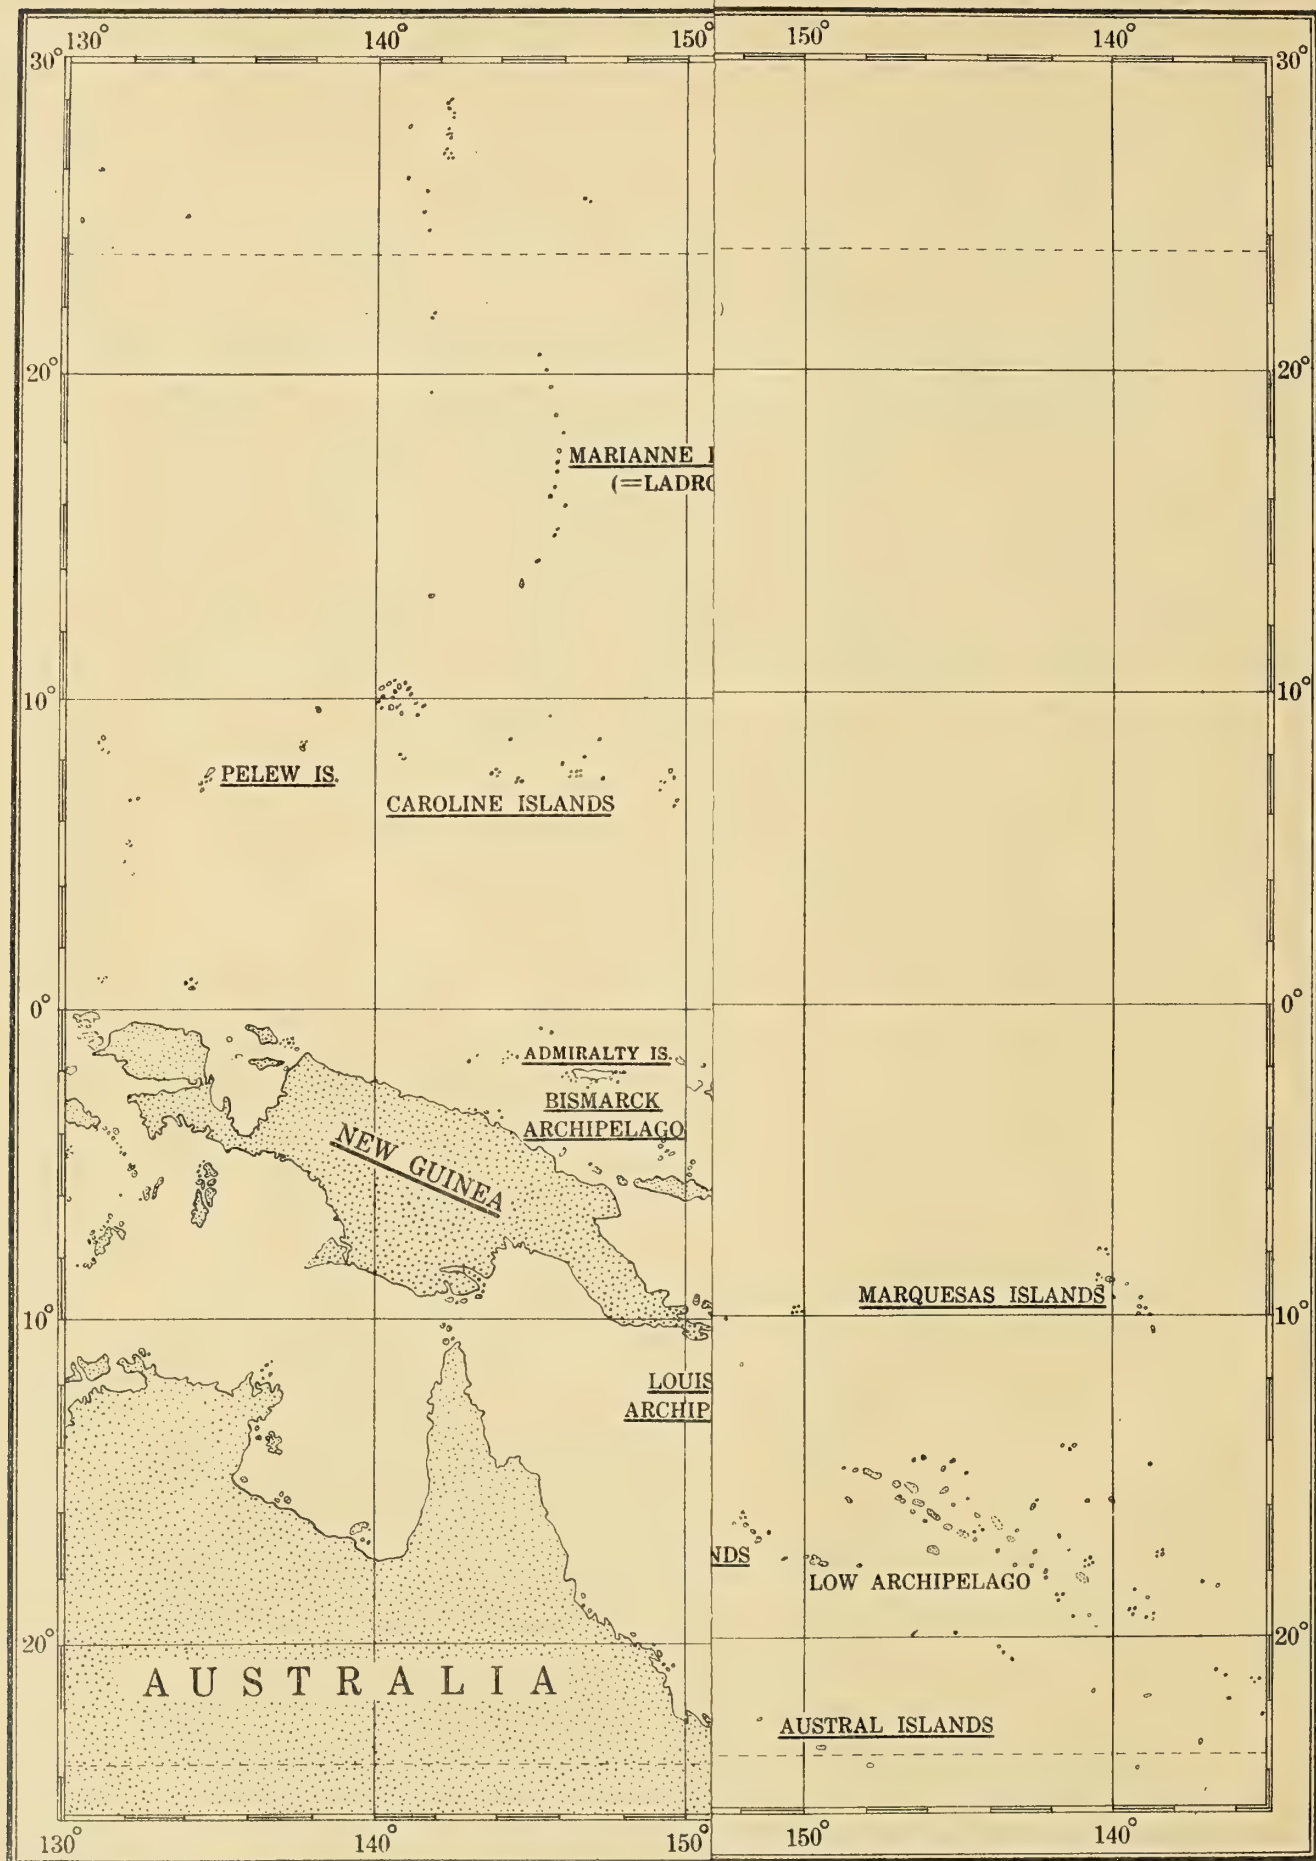 130° 140° 150° 150° 140°
30° 30°
20° 20°
MARIANNE I
(=LADRO
10° 10°
PELEW IS.
CAROLINE ISLANDS
0° 0°
ADMIRALTY IS.
BISMARCK
ARCHIPELAGO
NEW GUINEA
MARQUESAS ISLANDS
10° 10°
LOUIS
ARCHIP
NDS
LOW ARCHIPELAGO
20° 20°
AUSTRALIA
AUSTRAL ISLANDS
130° 140° 150° 150° 140°